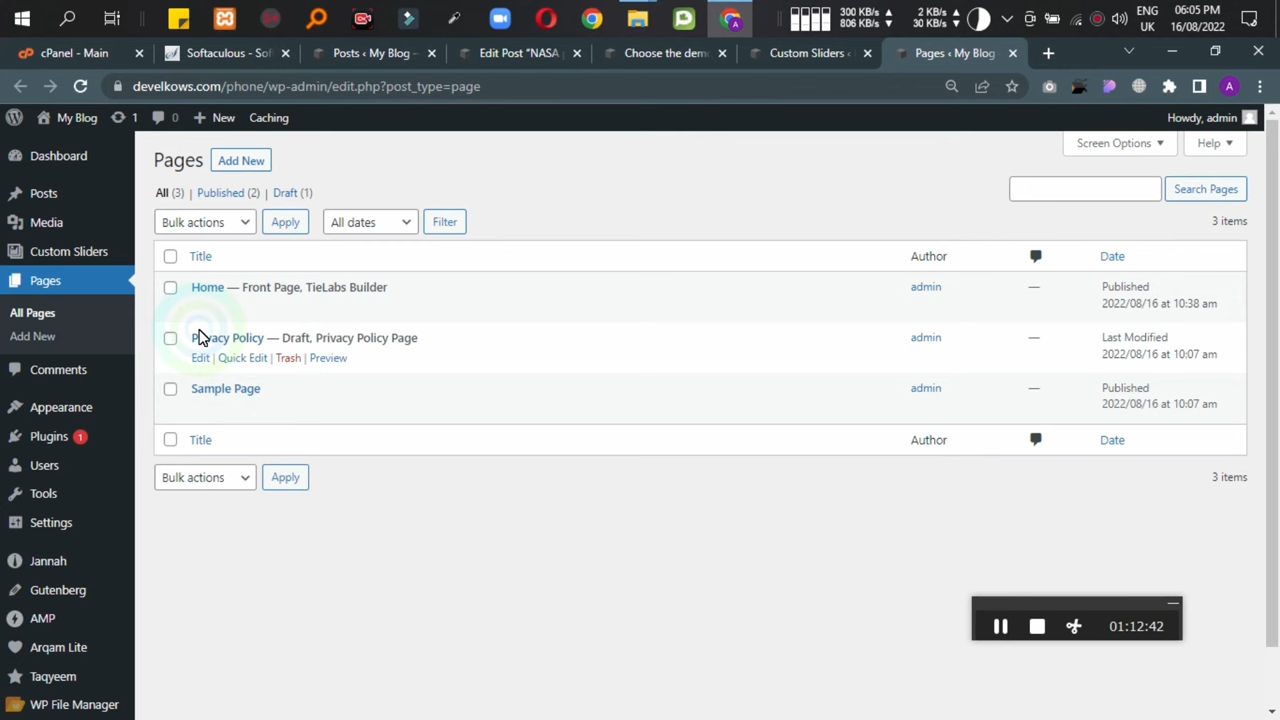 300 KB/s
806 KB/s
2 KB/s
30 KB/s
ENG
UK
06:05 PM
16/08/2022
cPanel - Main
Softaculous - Sof
Posts ‹ My Blog —
Edit Post "NASA
Choose the dem
Custom Sliders ‹
Pages ‹ My Blog
develkows.com/phone/wp-admin/edit.php?post_type=page
A
My Blog
1
0
New
Caching
Howdy, admin
Dashboard
Posts
Media
Custom Sliders
Pages
All Pages
Add New
Comments
Appearance
Plugins 1
Users
Tools
Settings
Jannah
Gutenberg
AMP
Arqam Lite
Taqyeem
WP File Manager
Screen Options
Help
Pages
Add New
All (3) | Published (2) | Draft (1)
Search Pages
Bulk actions
Apply
All dates
Filter
3 items
Title
Author
Date
Home — Front Page, TieLabs Builder
admin
—
Published
2022/08/16 at 10:38 am
Privacy Policy — Draft, Privacy Policy Page
Edit | Quick Edit | Trash | Preview
admin
—
Last Modified
2022/08/16 at 10:07 am
Sample Page
admin
—
Published
2022/08/16 at 10:07 am
Title
Author
Date
Bulk actions
Apply
3 items
01:12:42